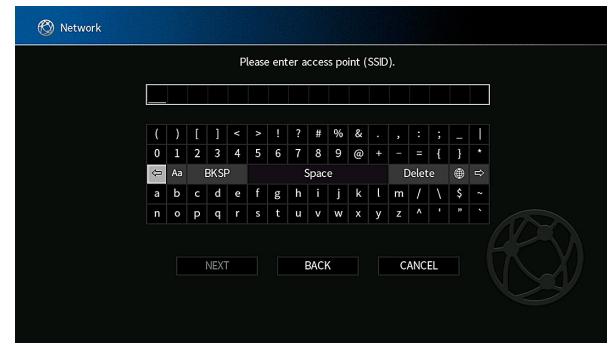 Network
Please enter access point (SSID).
( ) [ ] < > ! ? # % & . , : ; _ |
0 1 2 3 4 5 6 7 8 9 @ + - = { } *
⇦ Aa BKSP Space Delete ⇨
a b c d e f g h i j k l m / \ $ ~
n o p q r s t u v w x y z ^ ' " `
NEXT BACK CANCEL